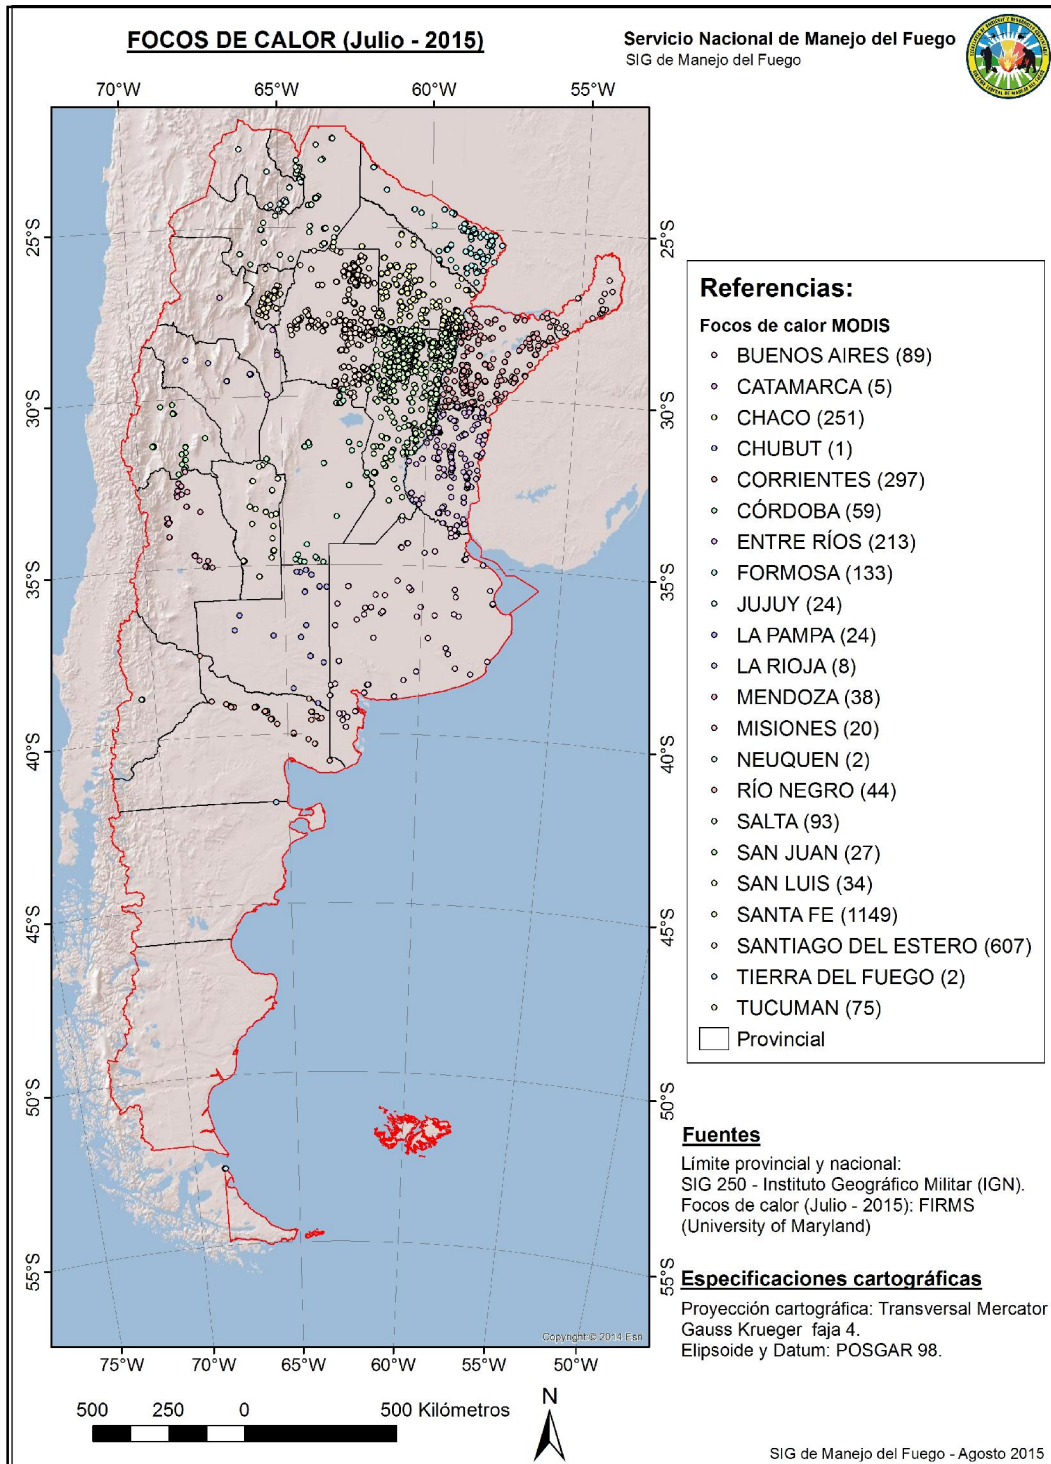 FOCOS DE CALOR (Julio - 2015)
Servicio Nacional de Manejo del Fuego
SIG de Manejo del Fuego
70°W 65°W 60°W 55°W
25°S 25°S
30°S 30°S
35°S 35°S
40°S 40°S
45°S 45°S
50°S 50°S
55°S 55°S
Referencias:
Focos de calor MODIS
BUENOS AIRES (89)
CATAMARCA (5)
CHACO (251)
CHUBUT (1)
CORRIENTES (297)
CÓRDOBA (59)
ENTRE RÍOS (213)
FORMOSA (133)
JUJUY (24)
LA PAMPA (24)
LA RIOJA (8)
MENDOZA (38)
MISIONES (20)
NEUQUEN (2)
RÍO NEGRO (44)
SALTA (93)
SAN JUAN (27)
SAN LUIS (34)
SANTA FE (1149)
SANTIAGO DEL ESTERO (607)
TIERRA DEL FUEGO (2)
TUCUMAN (75)
Provincial
Fuentes
Límite provincial y nacional:
SIG 250 - Instituto Geográfico Militar (IGN).
Focos de calor (Julio - 2015): FIRMS
(University of Maryland)
Especificaciones cartográficas
Proyección cartográfica: Transversal Mercator
Gauss Krueger faja 4.
Elipsoide y Datum: POSGAR 98.
Copyright:© 2014 Esri
75°W 70°W 65°W 60°W 55°W 50°W
500 250 0 500 Kilómetros
N
SIG de Manejo del Fuego - Agosto 2015